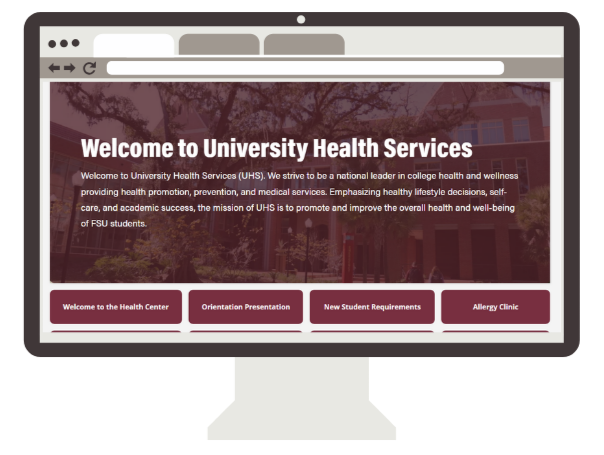 Welcome to University Health Services
Welcome to University Health Services (UHS). We strive to be a national leader in college health and wellness
providing health promotion, prevention, and medical services. Emphasizing healthy lifestyle decisions, self-
care, and academic success, the mission of UHS is to promote and improve the overall health and well-being
of FSU students.
Welcome to the Health Center
Orientation Presentation
New Student Requirements
Allergy Clinic